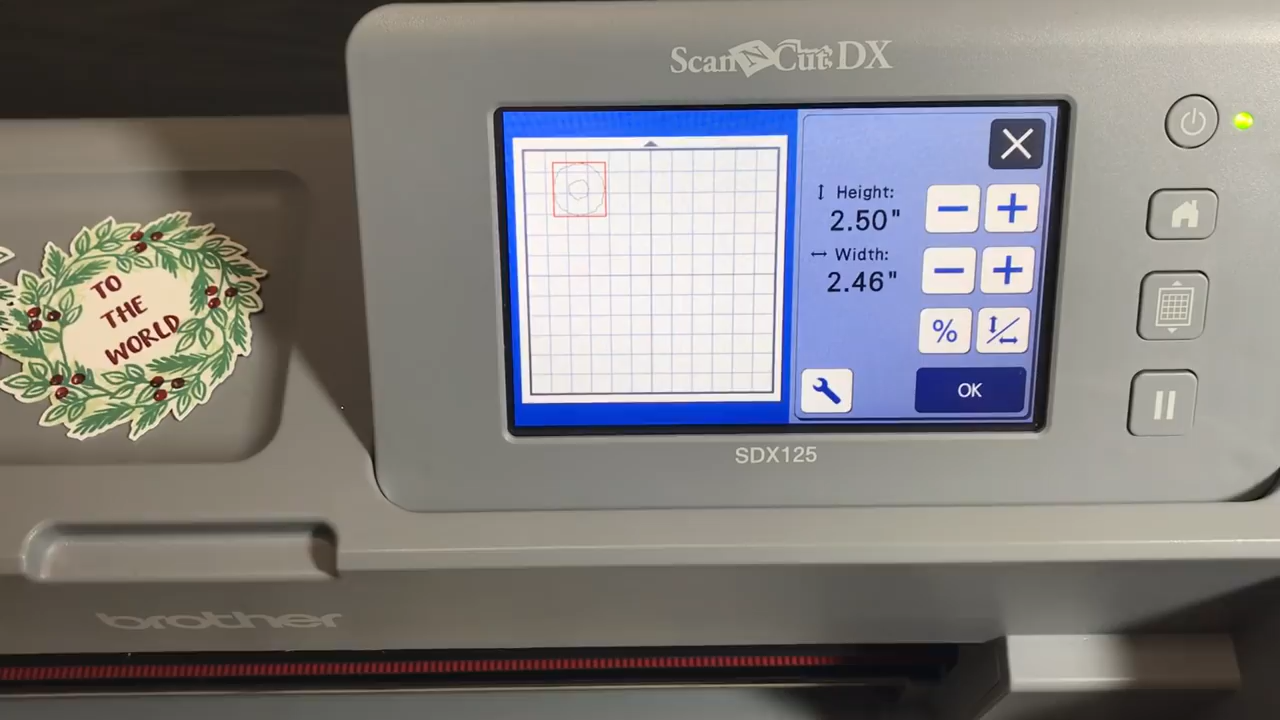 ScanNCut DX
TO
THE
WORLD
Height:
2.50"
Width:
2.46"
%
OK
SDX125
brother